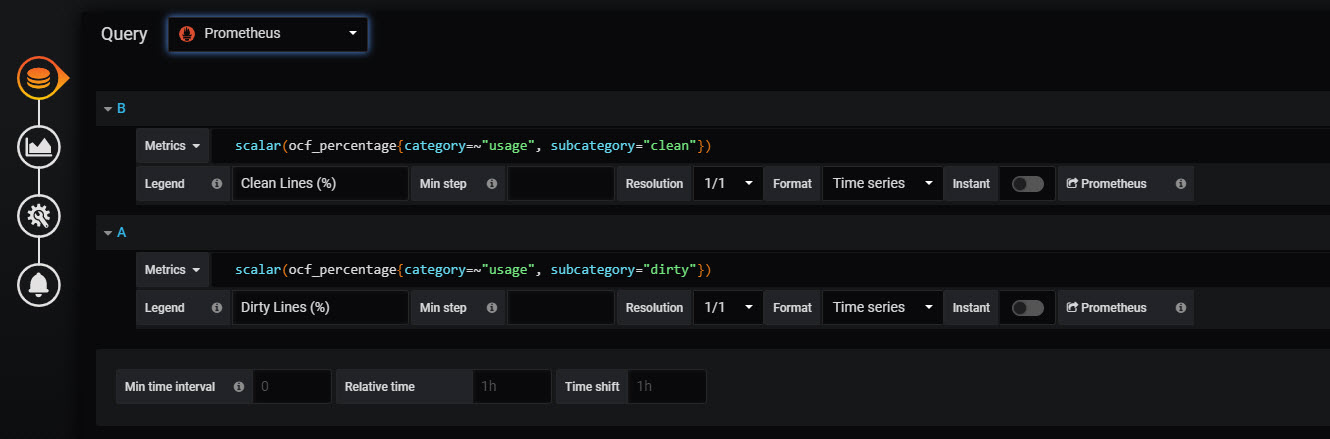 Query Prometheus
B
Metrics scalar(ocf_percentage{category=~"usage", subcategory="clean"})
Legend Clean Lines (%) Min step Resolution 1/1 Format Time series Instant Prometheus
A
Metrics scalar(ocf_percentage{category=~"usage", subcategory="dirty"})
Legend Dirty Lines (%) Min step Resolution 1/1 Format Time series Instant Prometheus
Min time interval 0 Relative time 1h Time shift 1h